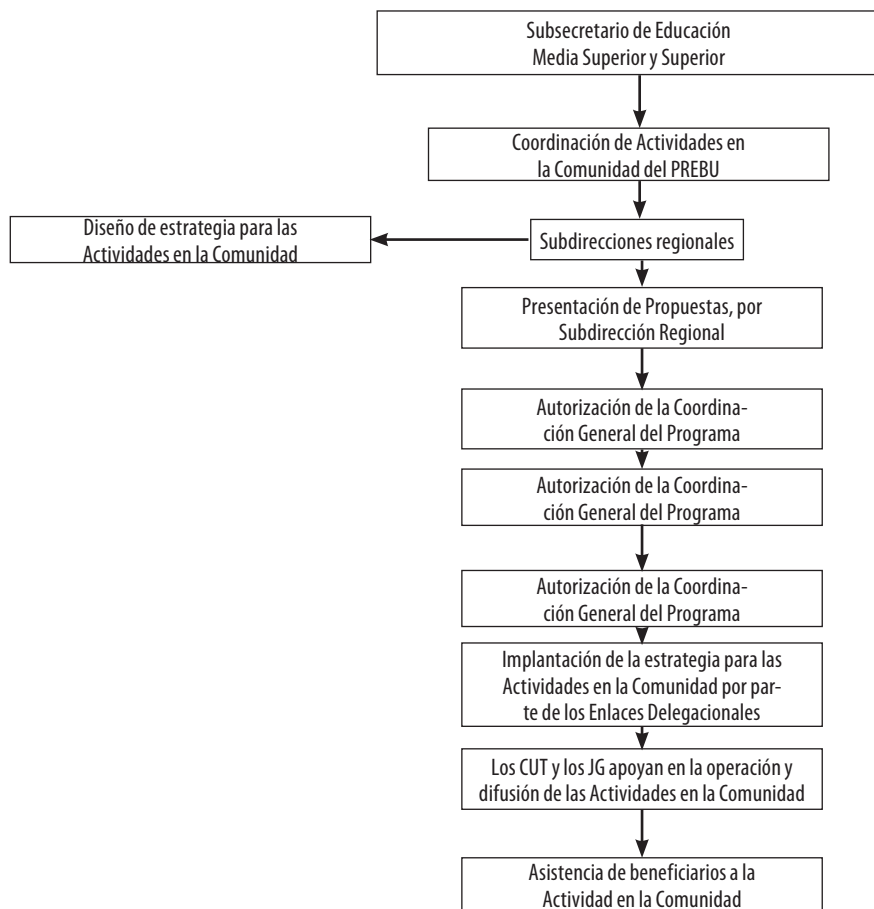 Subsecretario de Educación
Media Superior y Superior
Coordinación de Actividades en
la Comunidad del PREBU
Diseño de estrategia para las
Actividades en la Comunidad
Subdirecciones regionales
Presentación de Propuestas, por
Subdirección Regional
Autorización de la Coordina-
ción General del Programa
Autorización de la Coordina-
ción General del Programa
Autorización de la Coordina-
ción General del Programa
Implantación de la estrategia para las
Actividades en la Comunidad por par-
te de los Enlaces Delegacionales
Los CUT y los JG apoyan en la operación y
difusión de las Actividades en la Comunidad
Asistencia de beneficiarios a la
Actividad en la Comunidad